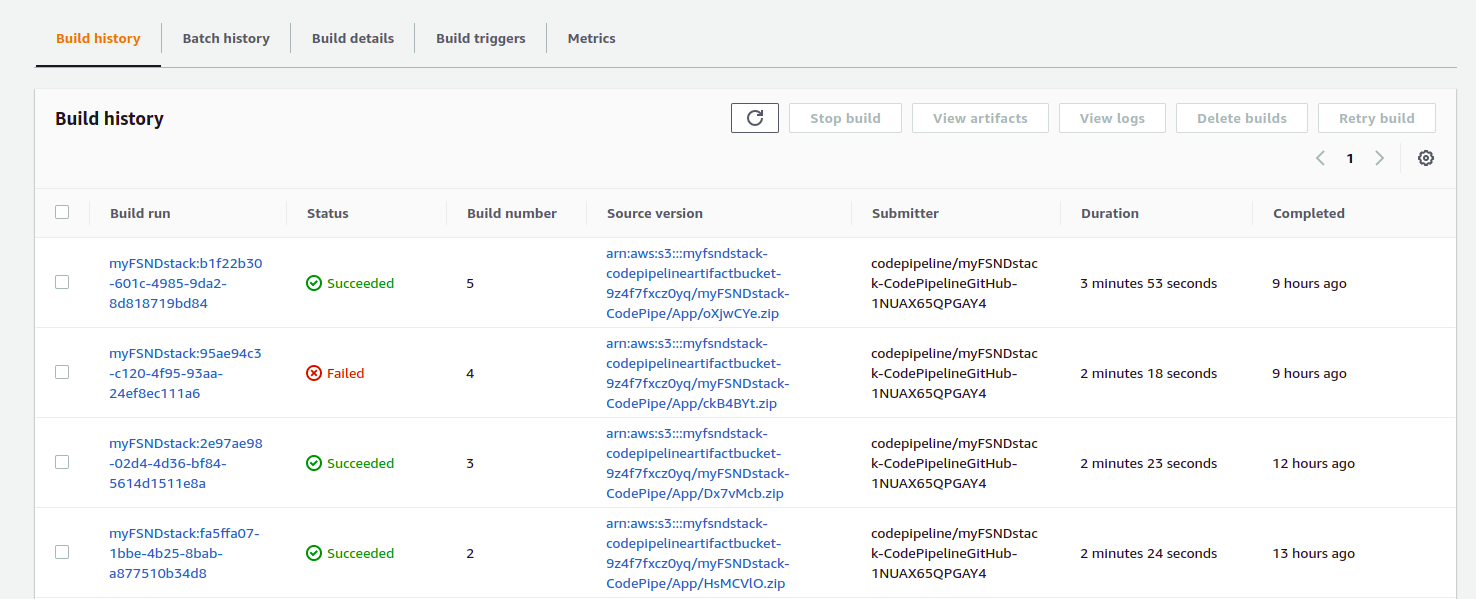 Build history
Batch history
Build details
Build triggers
Metrics
Build history
Stop build
View artifacts
View logs
Delete builds
Retry build
1
Build run
Status
Build number
Source version
Submitter
Duration
Completed
myFSNDstack:b1f22b30
-601c-4985-9da2-
8d818719bd84
Succeeded
5
arn:aws:s3:::myfsndstack-
codepipelineartifactbucket-
9z4f7fxcz0yq/myFSNDstack-
CodePipe/App/oXjwCYe.zip
codepipeline/myFSNDstac
k-CodePipelineGitHub-
1NUAX65QPGAY4
3 minutes 53 seconds
9 hours ago
myFSNDstack:95ae94c3
-c120-4f95-93aa-
24ef8ec111a6
Failed
4
arn:aws:s3:::myfsndstack-
codepipelineartifactbucket-
9z4f7fxcz0yq/myFSNDstack-
CodePipe/App/ckB4BYt.zip
codepipeline/myFSNDstac
k-CodePipelineGitHub-
1NUAX65QPGAY4
2 minutes 18 seconds
9 hours ago
myFSNDstack:2e97ae98
-02d4-4d36-bf84-
5614d1511e8a
Succeeded
3
arn:aws:s3:::myfsndstack-
codepipelineartifactbucket-
9z4f7fxcz0yq/myFSNDstack-
CodePipe/App/Dx7vMcb.zip
codepipeline/myFSNDstac
k-CodePipelineGitHub-
1NUAX65QPGAY4
2 minutes 23 seconds
12 hours ago
myFSNDstack:fa5ffa07-
1bbe-4b25-8bab-
a877510b34d8
Succeeded
2
arn:aws:s3:::myfsndstack-
codepipelineartifactbucket-
9z4f7fxcz0yq/myFSNDstack-
CodePipe/App/HsMCVlO.zip
codepipeline/myFSNDstac
k-CodePipelineGitHub-
1NUAX65QPGAY4
2 minutes 24 seconds
13 hours ago